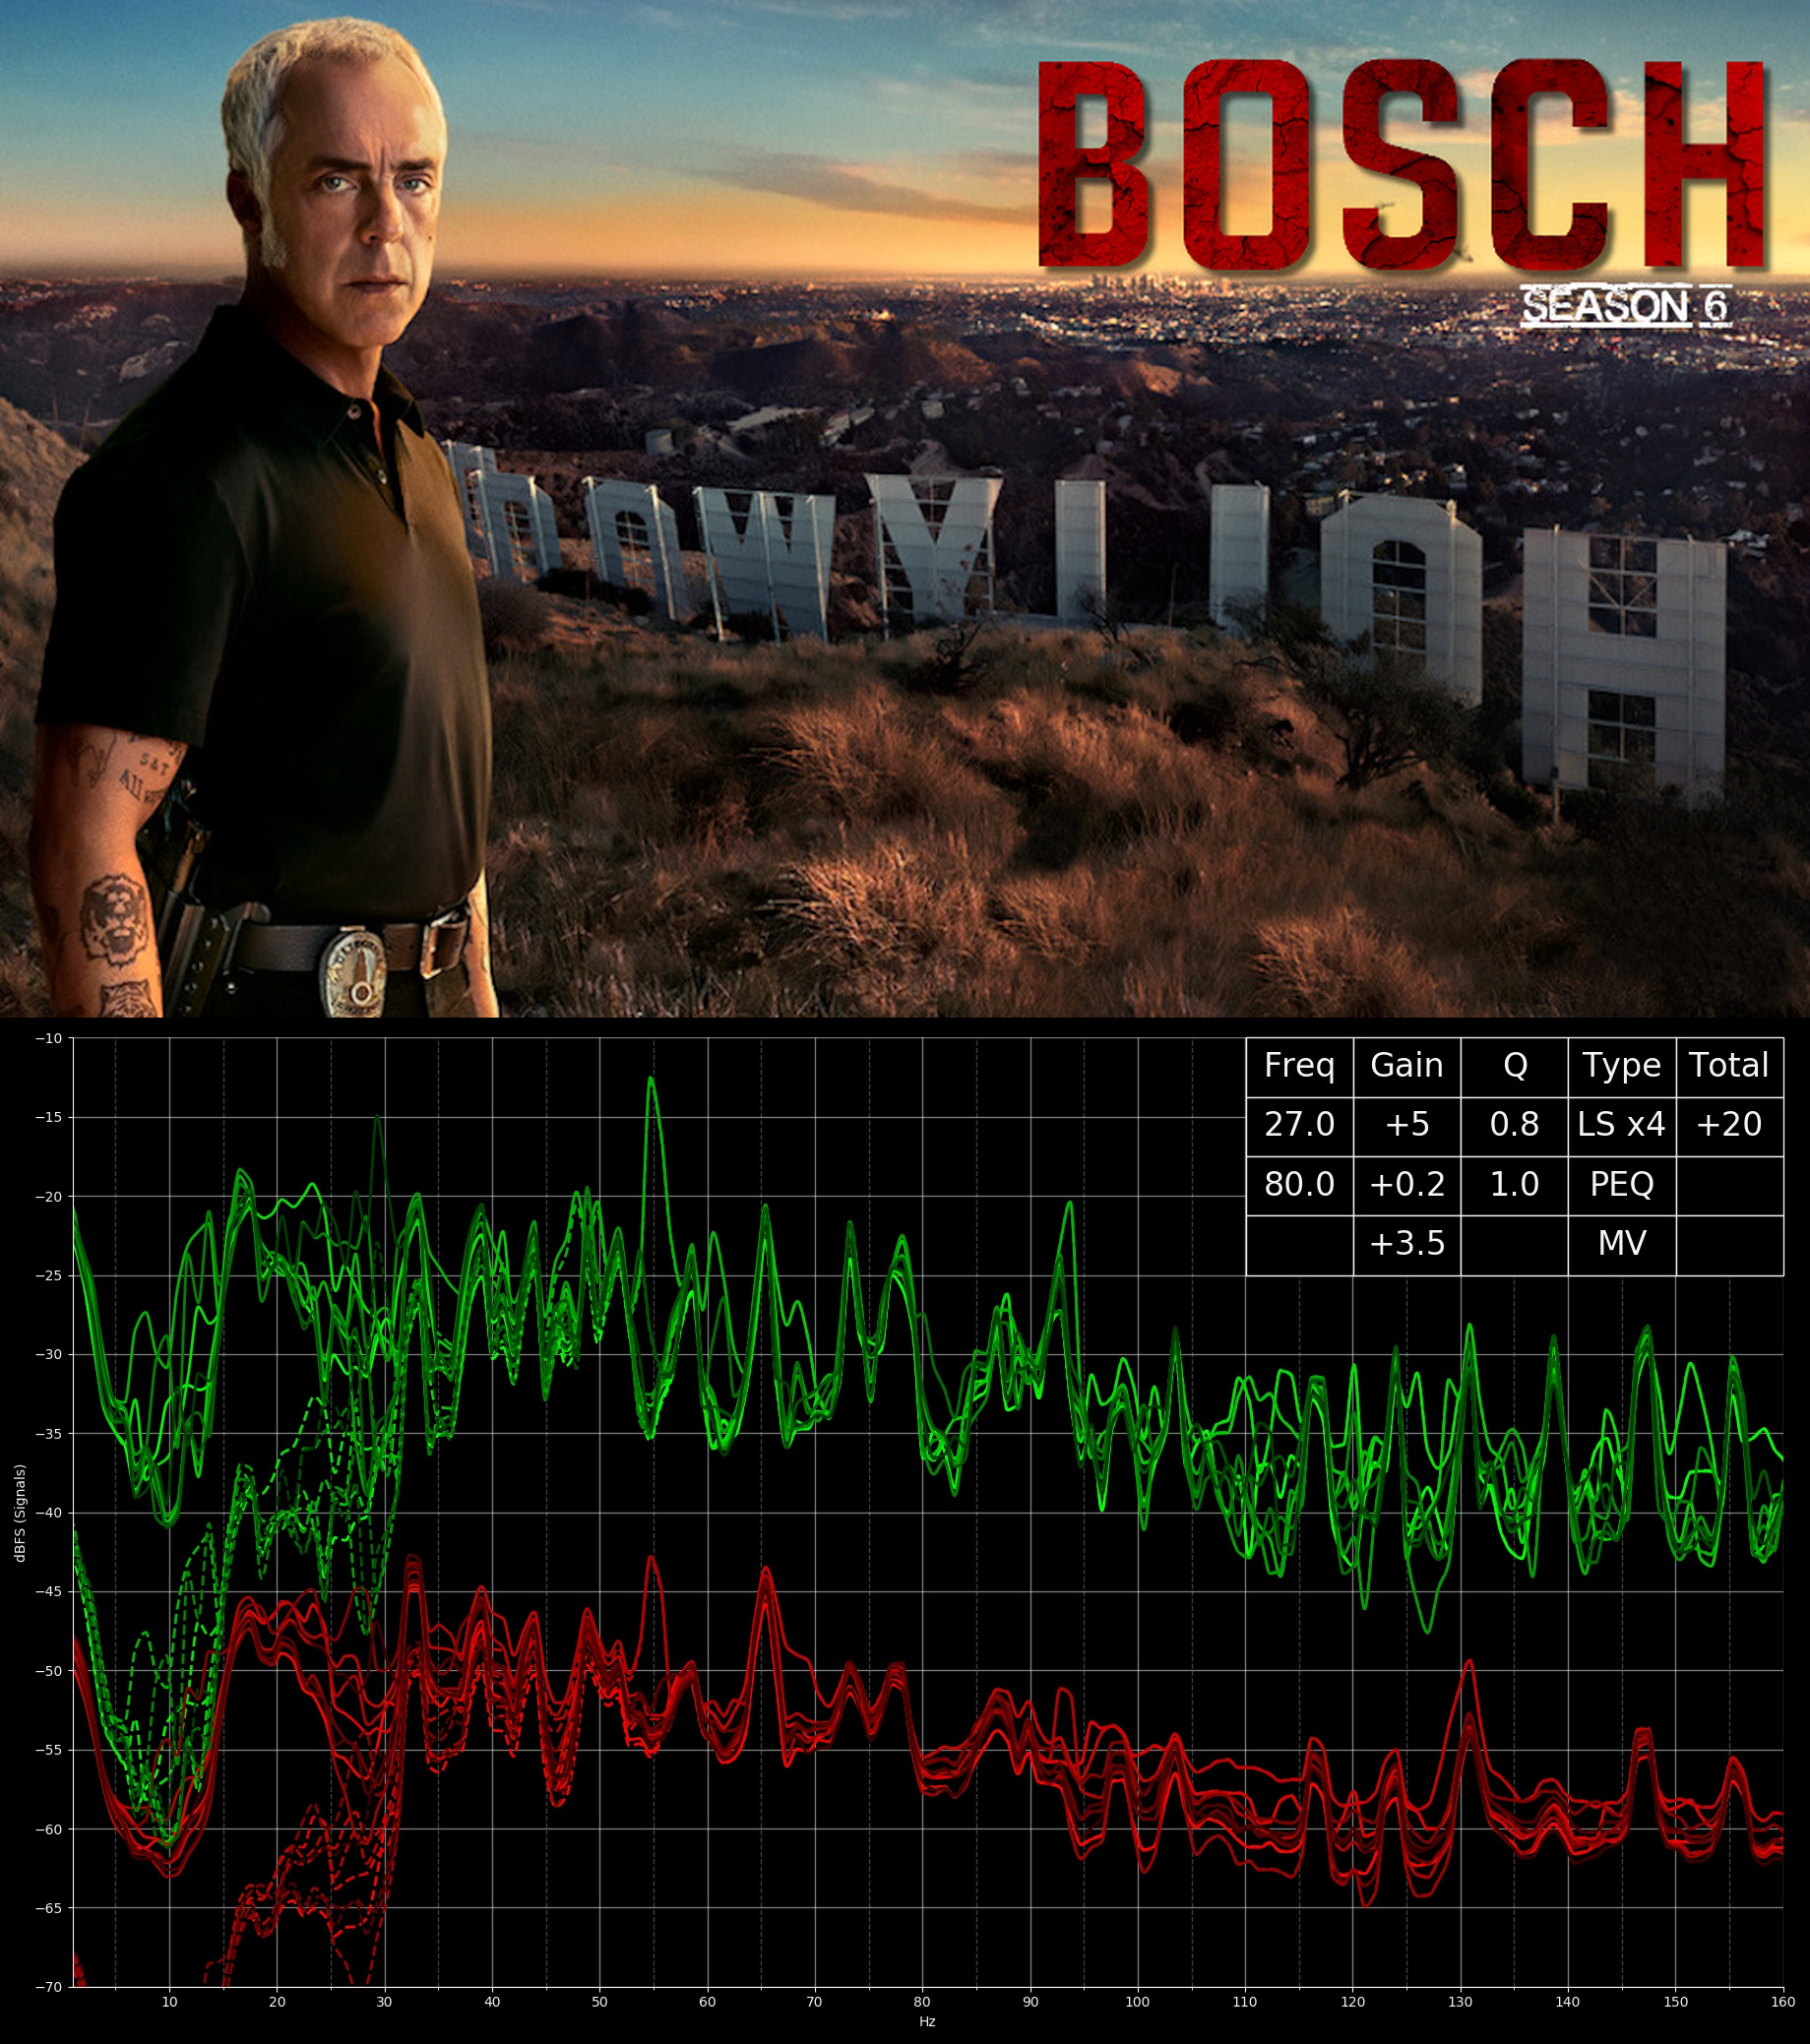 BOSCH
SEASON 6
HOLLYWOOD
S&T
All
Freq Gain Q Type Total
27.0 +5 0.8 LS x4 +20
80.0 +0.2 1.0 PEQ
+3.5 MV
dBFS (Signals)
−10
−15
−20
−25
−30
−35
−40
−45
−50
−55
−60
−65
−70
10 20 30 40 50 60 70 80 90 100 110 120 130 140 150 160
Hz